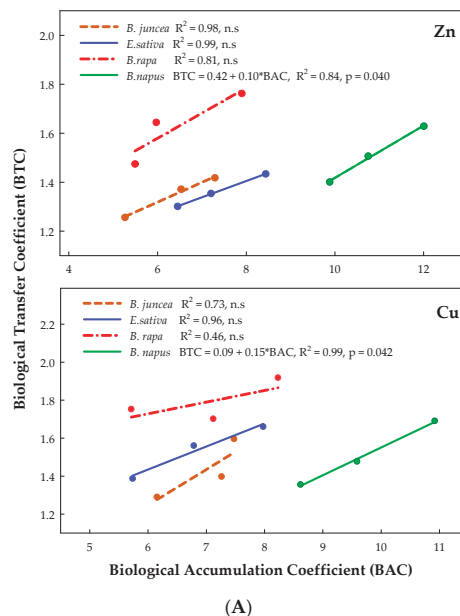 B. juncea R² = 0.98, n.s
Zn
E.sativa R² = 0.99, n.s
B.rapa R² = 0.81, n.s
B.napus BTC = 0.42 + 0.10*BAC, R² = 0.84, p = 0.040
2.0
1.8
1.6
1.4
1.2
4 6 8 10 12
Biological Transfer Coefficient (BTC)
B. juncea R² = 0.73, n.s
Cu
E.sativa R² = 0.96, n.s
B. rapa R² = 0.46, n.s
B. napus BTC = 0.09 + 0.15*BAC, R² = 0.99, p = 0.042
2.2
2.0
1.8
1.6
1.4
1.2
5 6 7 8 9 10 11
Biological Accumulation Coefficient (BAC)
(A)